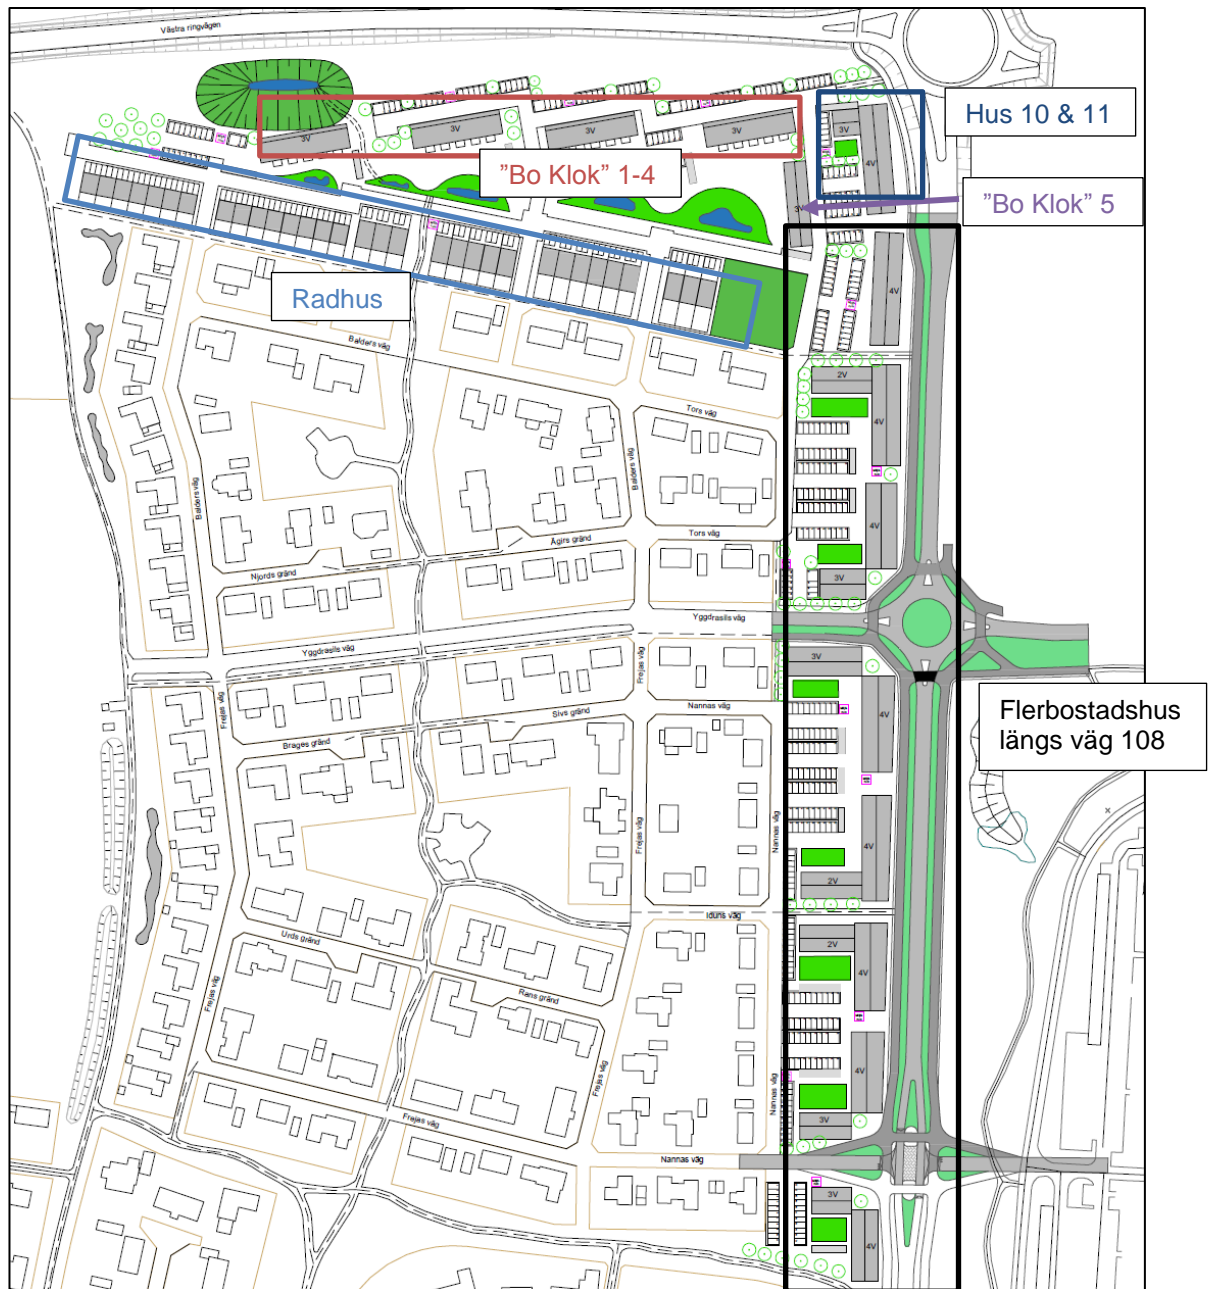 Västra ringvägen
Hus 10 & 11
3V
3V
3V
3V
3V
4V
"Bo Klok" 1-4
"Bo Klok" 5
3V
Radhus
4V
Balders väg
2V
Tors väg
4V
Balders väg
Balders väg
4V
Tors väg
Ägirs gränd
Njords gränd
3V
Yggdrasils väg
Yggdrasils väg
3V
Frejas väg
Frejas väg
Nannas väg
Sivs gränd
4V
Flerbostadshus
längs väg 108
Brages gränd
Frejas väg
Nannas väg
4V
2V
Iduns väg
Urds gränd
2V
4V
Frejas väg
Rans gränd
4V
Frejas väg
Nannas väg
Frejas väg
3V
Nannas väg
3V
4V